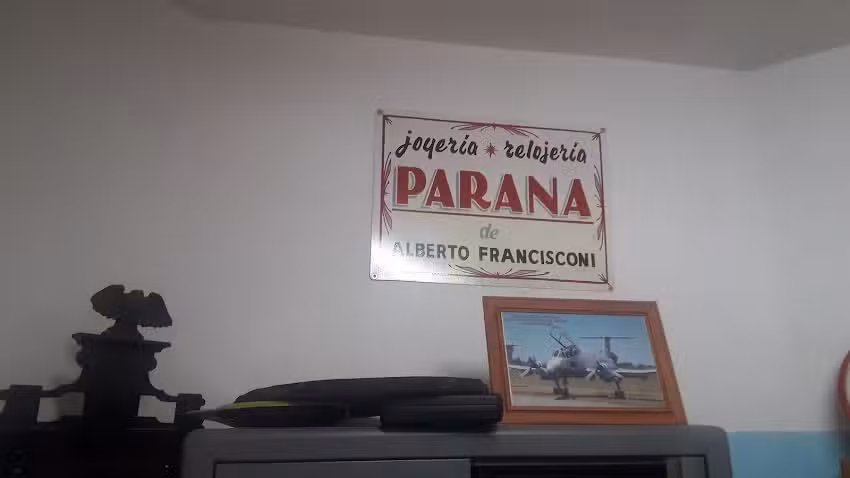 joyería * relojería
PARANA
de
ALBERTO FRANCISCONI